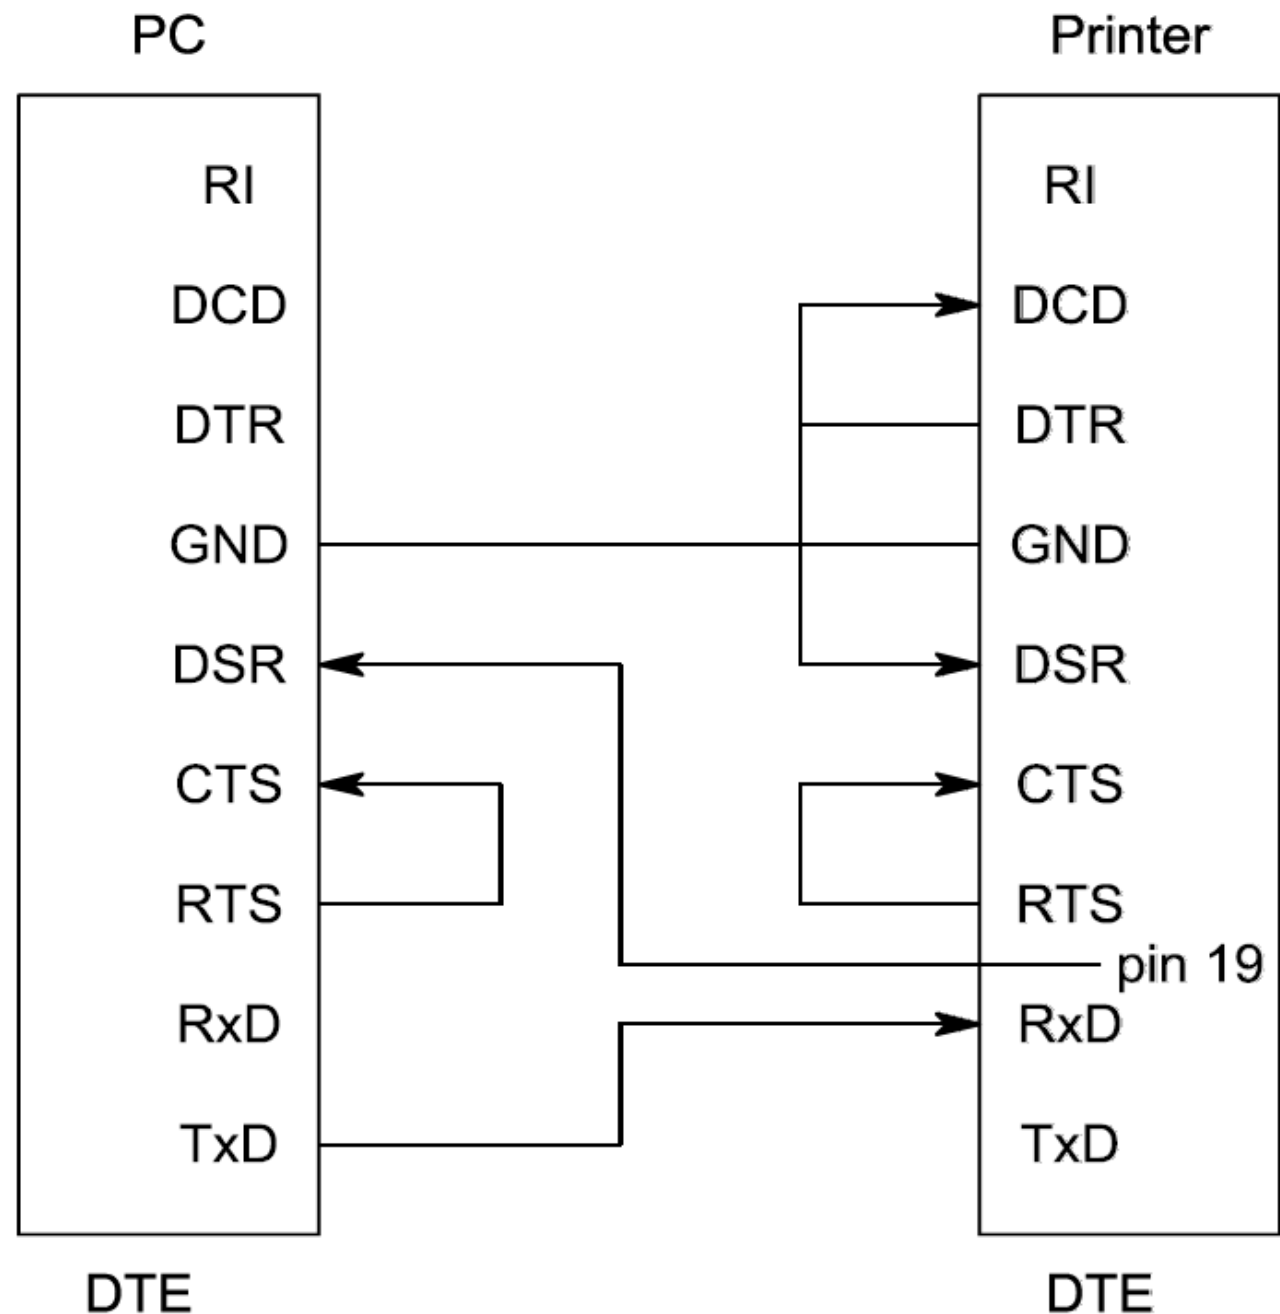 PC Printer
RI RI
DCD DCD
DTR DTR
GND GND
DSR DSR
CTS CTS
RTS RTS
pin 19
RxD RxD
TxD TxD
DTE DTE